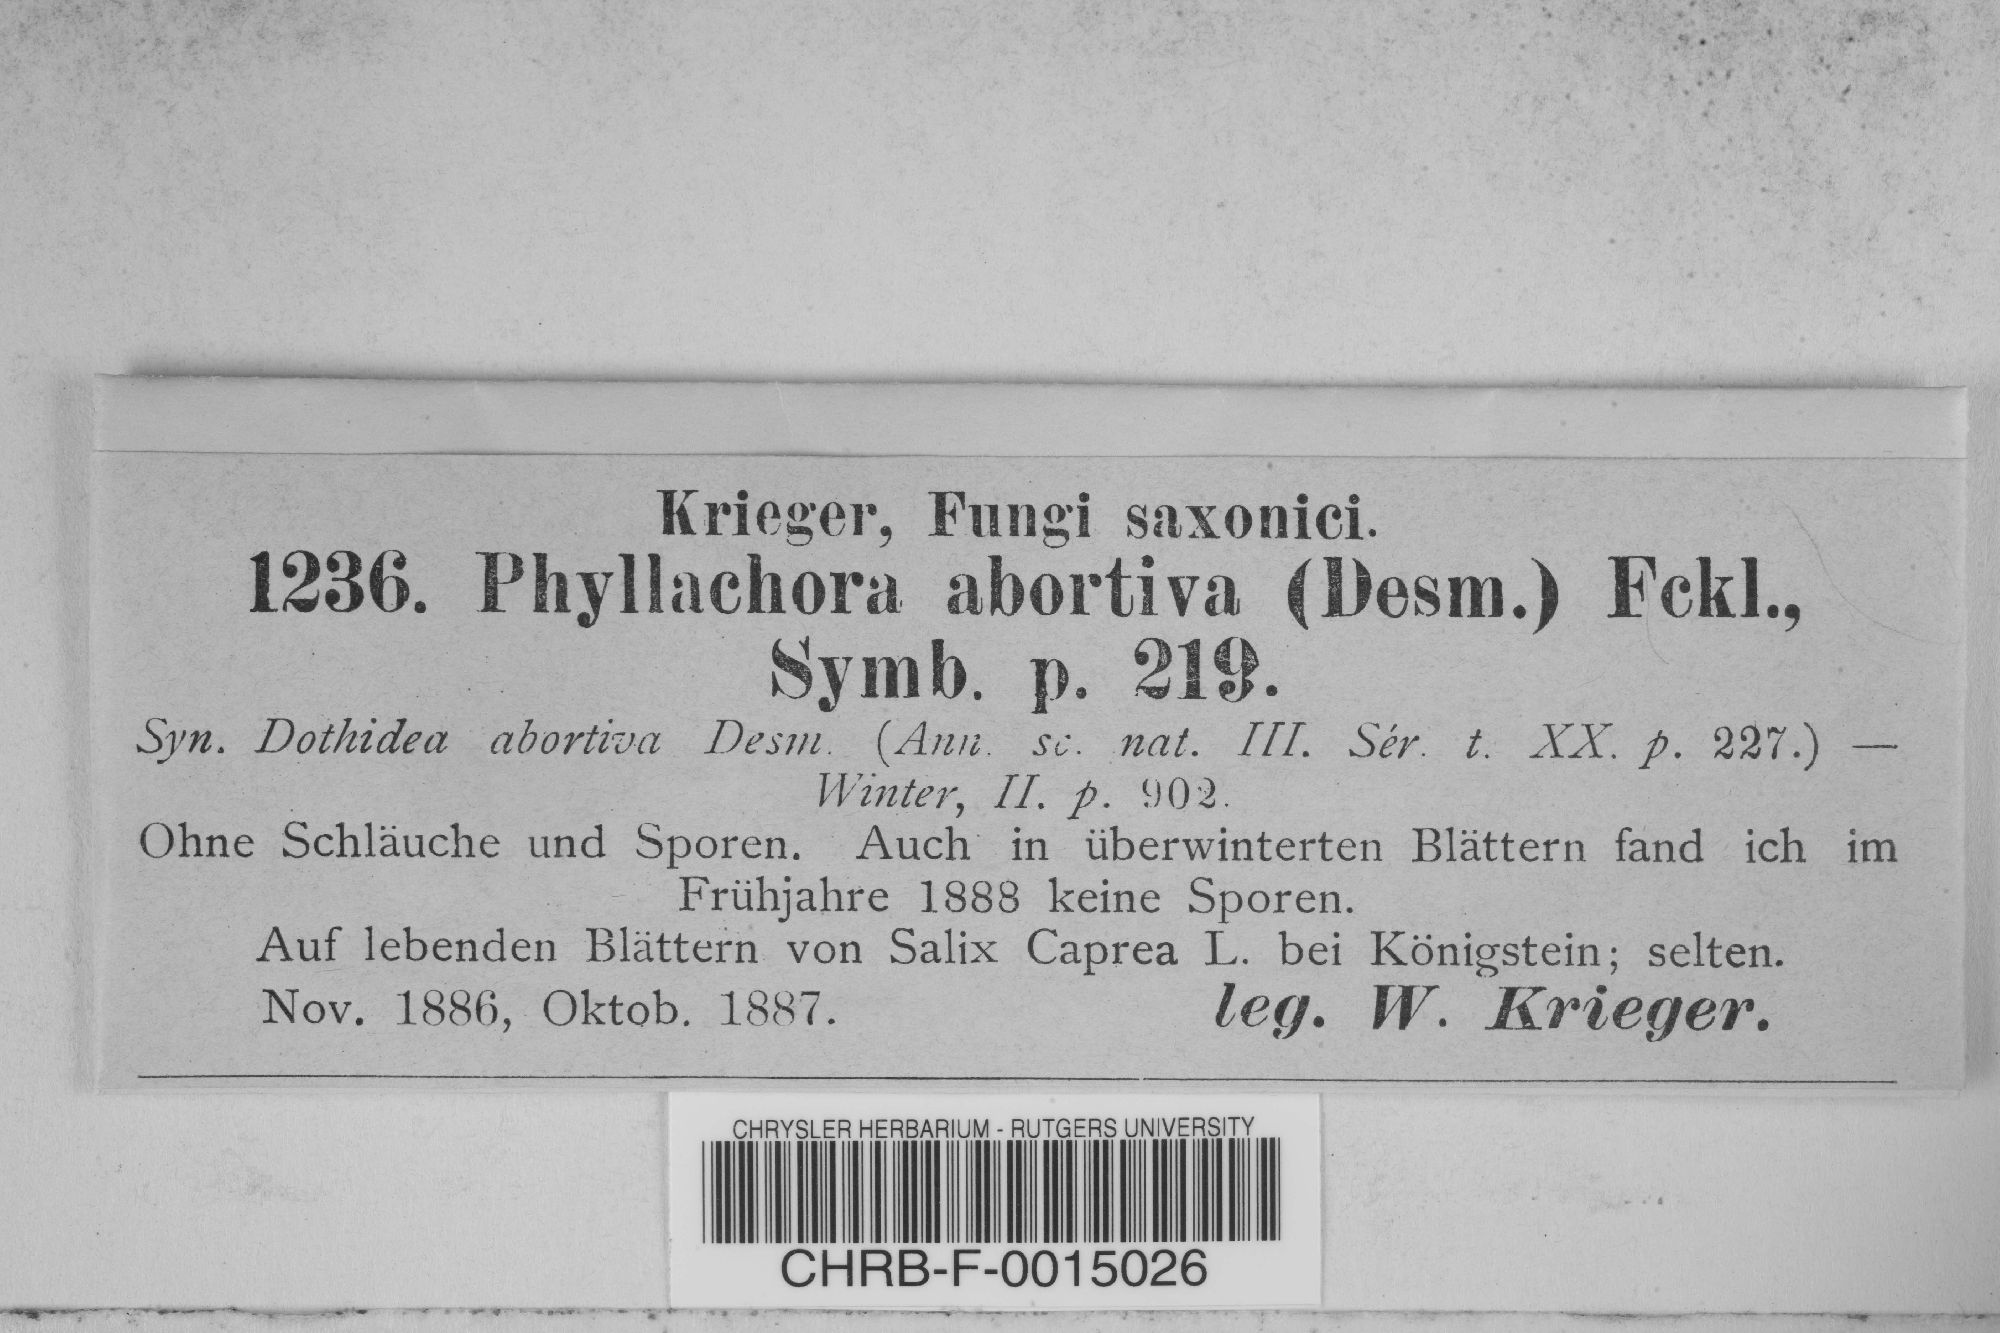 Krieger, Fungi saxonici.
1236. Phyllachora abortiva (Desm.) Fckl.,
Symb. p. 219.
Syn. Dothidea abortiva Desm. (Ann. sc. nat. III. Sér. t. XX. p. 227.) —
Winter, II. p. 902.
Ohne Schläuche und Sporen. Auch in überwinterten Blättern fand ich im
Frühjahre 1888 keine Sporen.
Auf lebenden Blättern von Salix Caprea L. bei Königstein; selten.
Nov. 1886, Oktob. 1887. leg. W. Krieger.
CHRYSLER HERBARIUM - RUTGERS UNIVERSITY
CHRB-F-0015026